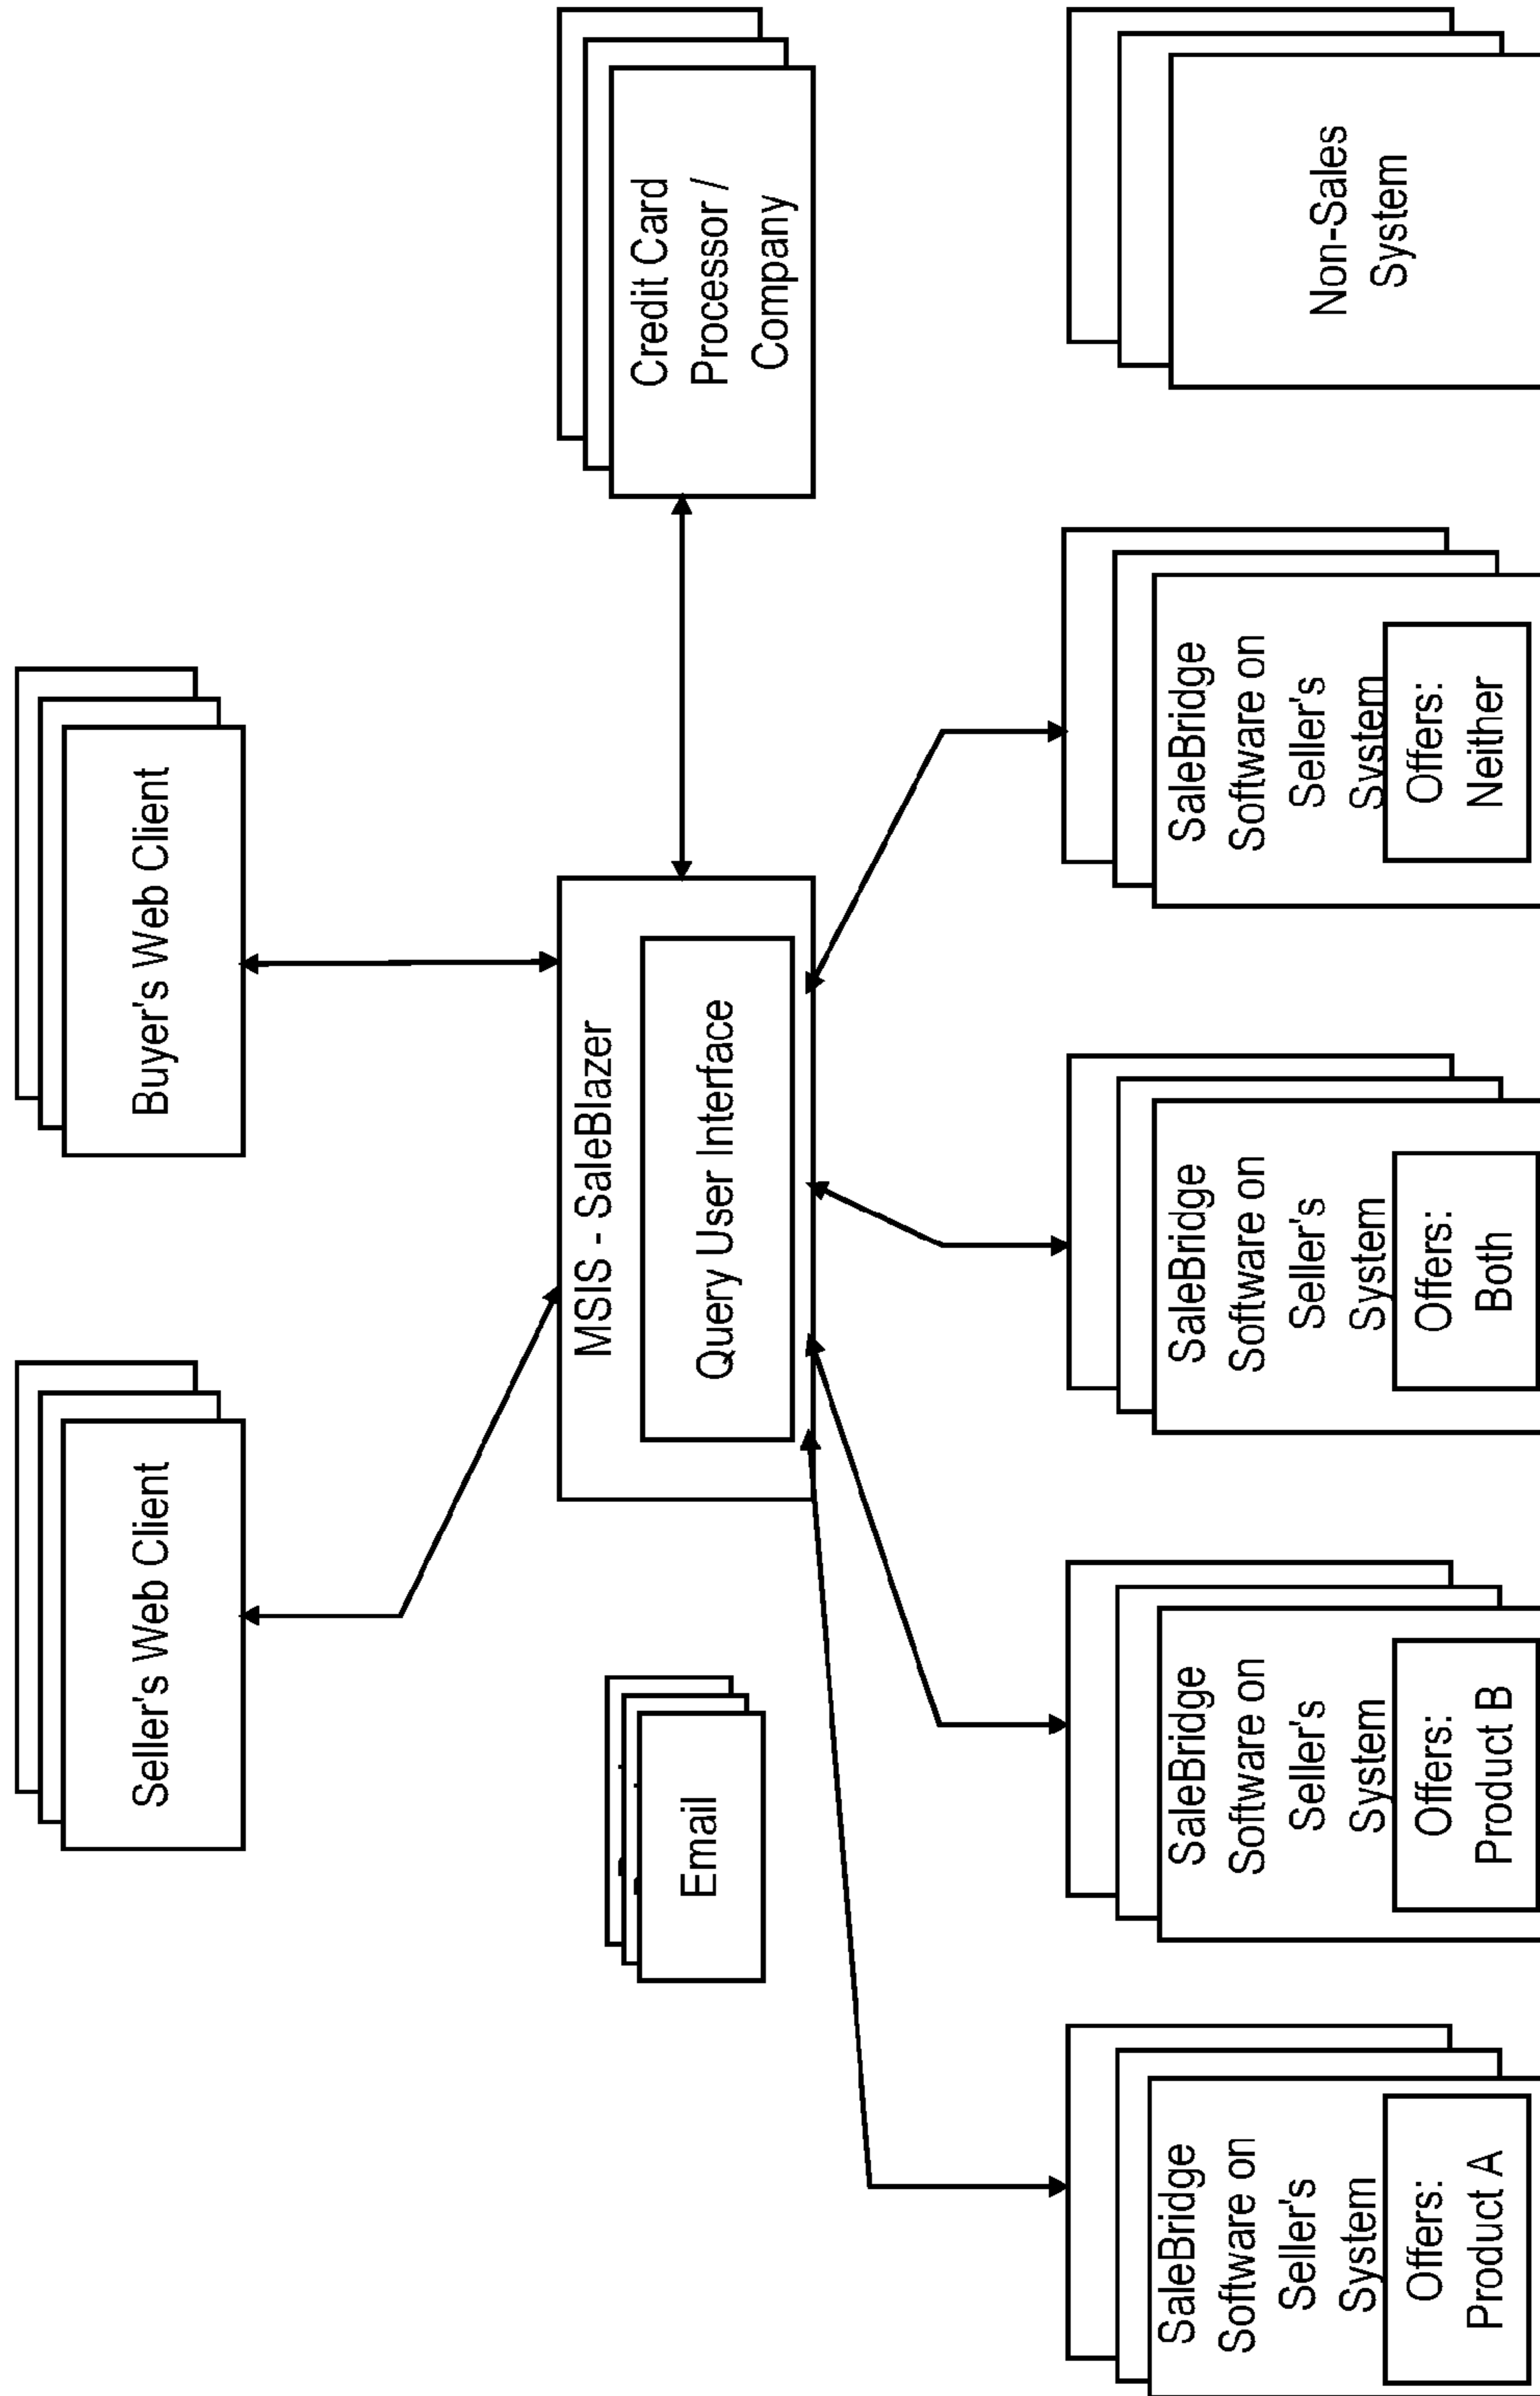 Seller's Web Client
Buyer's Web Client
Email
MSIS - SaleBlazer
Query User Interface
Credit Card
Processor /
Company
SaleBridge
Software on
Seller's
System
Offers:
Product A
SaleBridge
Software on
Seller's
System
Offers:
Product B
SaleBridge
Software on
Seller's
System
Offers:
Both
SaleBridge
Software on
Seller's
System
Offers:
Neither
Non-Sales
System